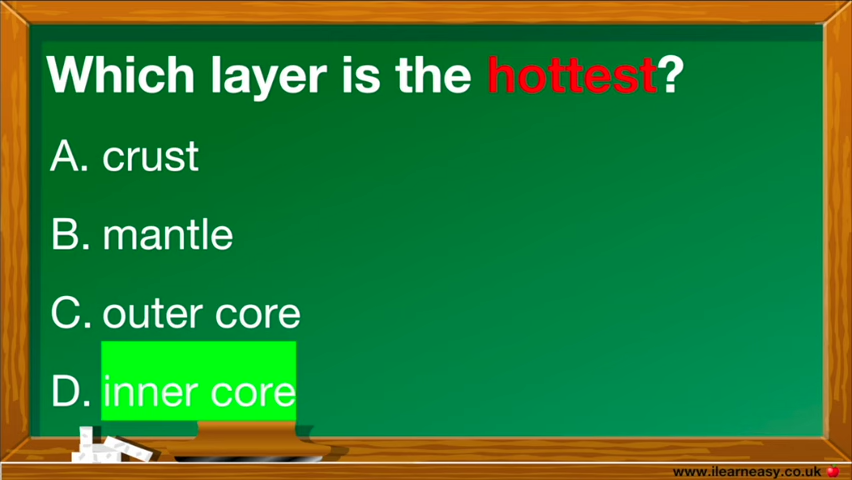 Which layer is the hottest?
A. crust
B. mantle
C. outer core
D. inner core
www.ilearneasy.co.uk